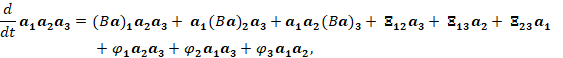 d/dt a₁a₂a₃ = (Ba)₁a₂a₃ + a₁(Ba)₂a₃ + a₁a₂(Ba)₃ + Ξ₁₂a₃ + Ξ₁₃a₂ + Ξ₂₃a₁
+ φ₁a₂a₃ + φ₂a₁a₃ + φ₃a₁a₂,